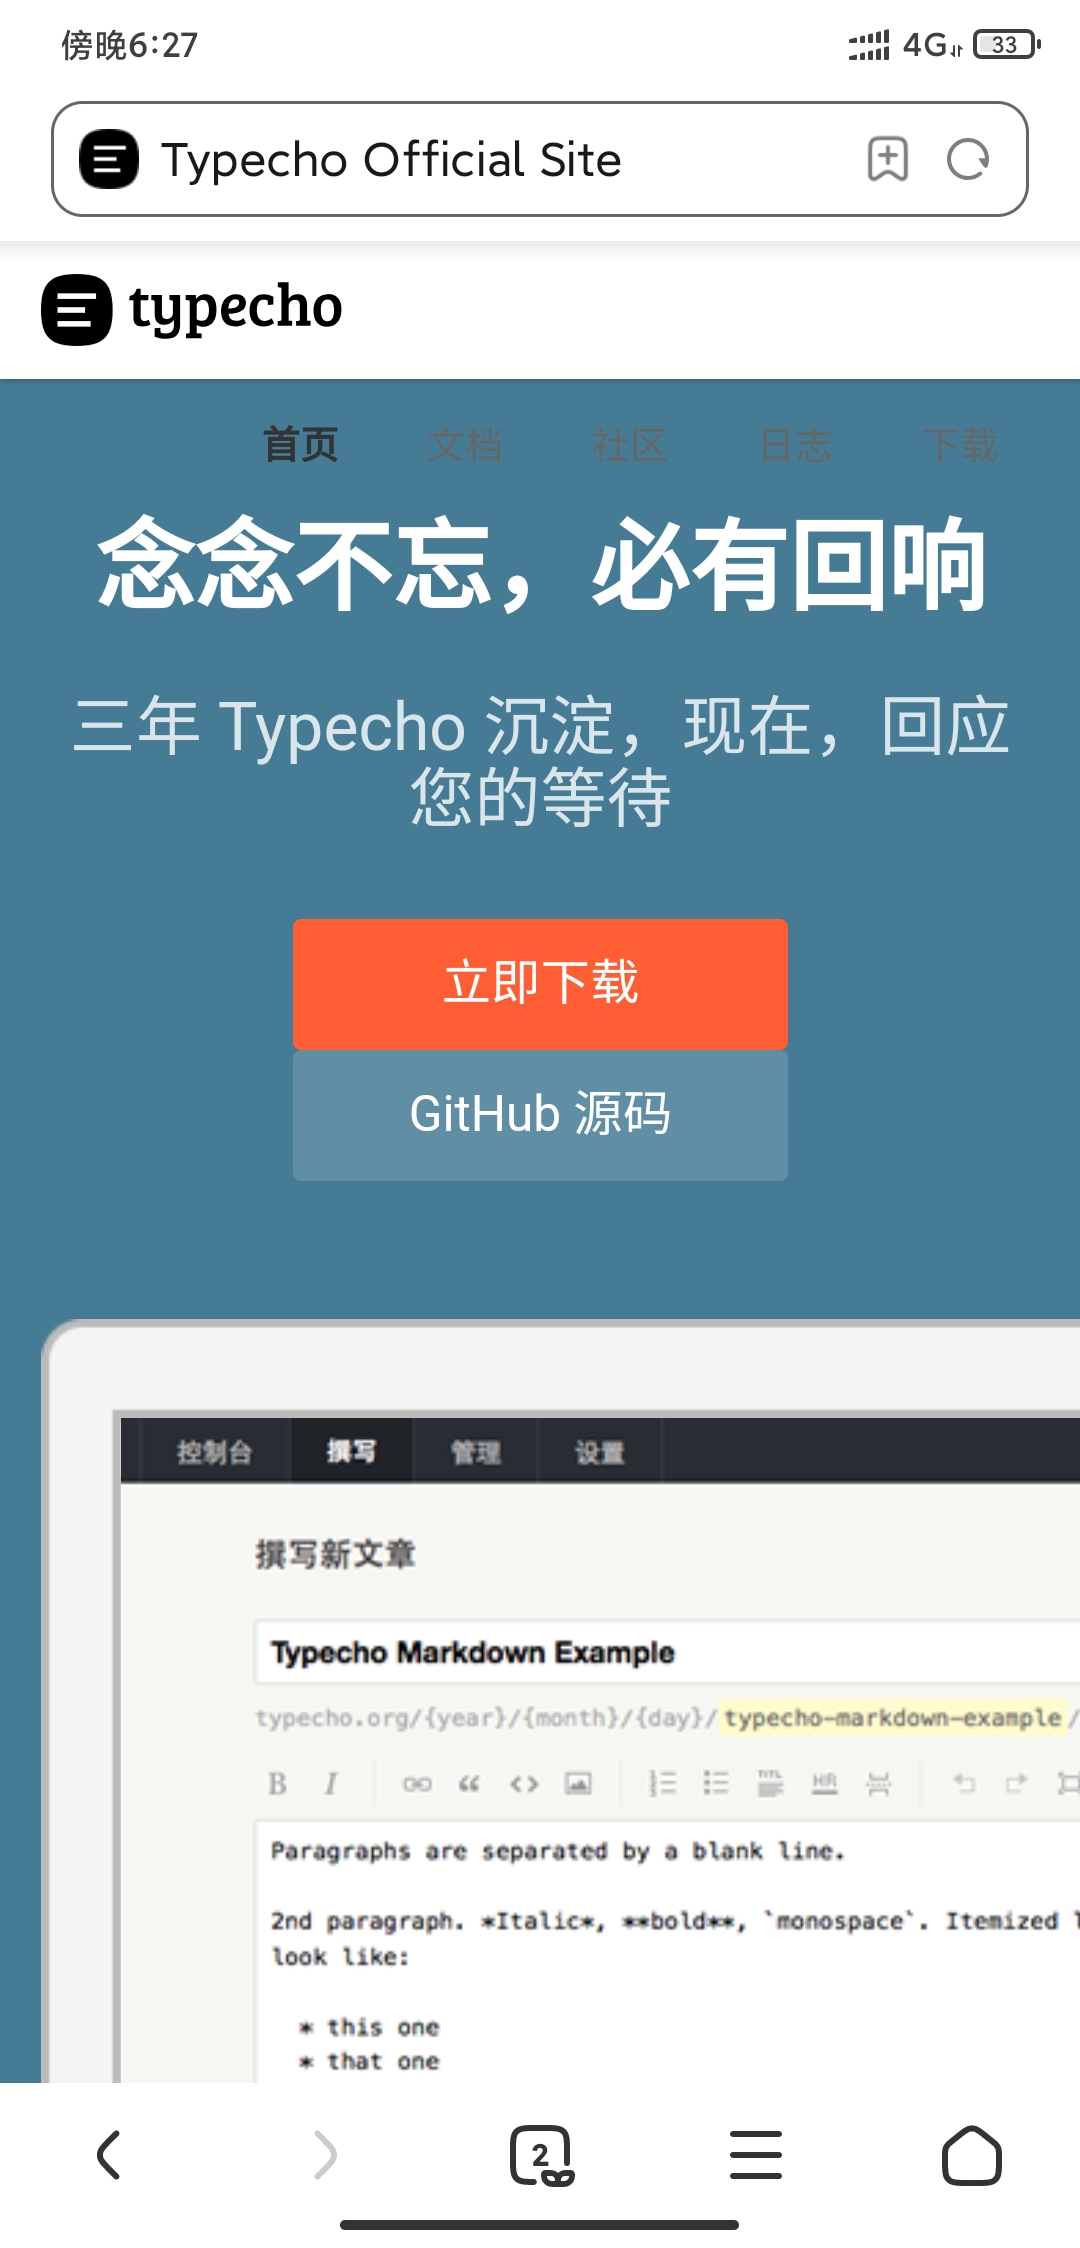 傍晚6:27
4G 33
Typecho Official Site
typecho
首页 文档 社区 日志 下载
念念不忘，必有回响
三年 Typecho 沉淀，现在，回应
您的等待
立即下载
GitHub 源码
控制台 撰写 管理 设置
撰写新文章
Typecho Markdown Example
typecho.org/{year}/{month}/{day}/typecho-markdown-example/
B I TITL HR
Paragraphs are separated by a blank line.
2nd paragraph. *Italic*, **bold**, `monospace`. Itemized
look like:
* this one
* that one
2